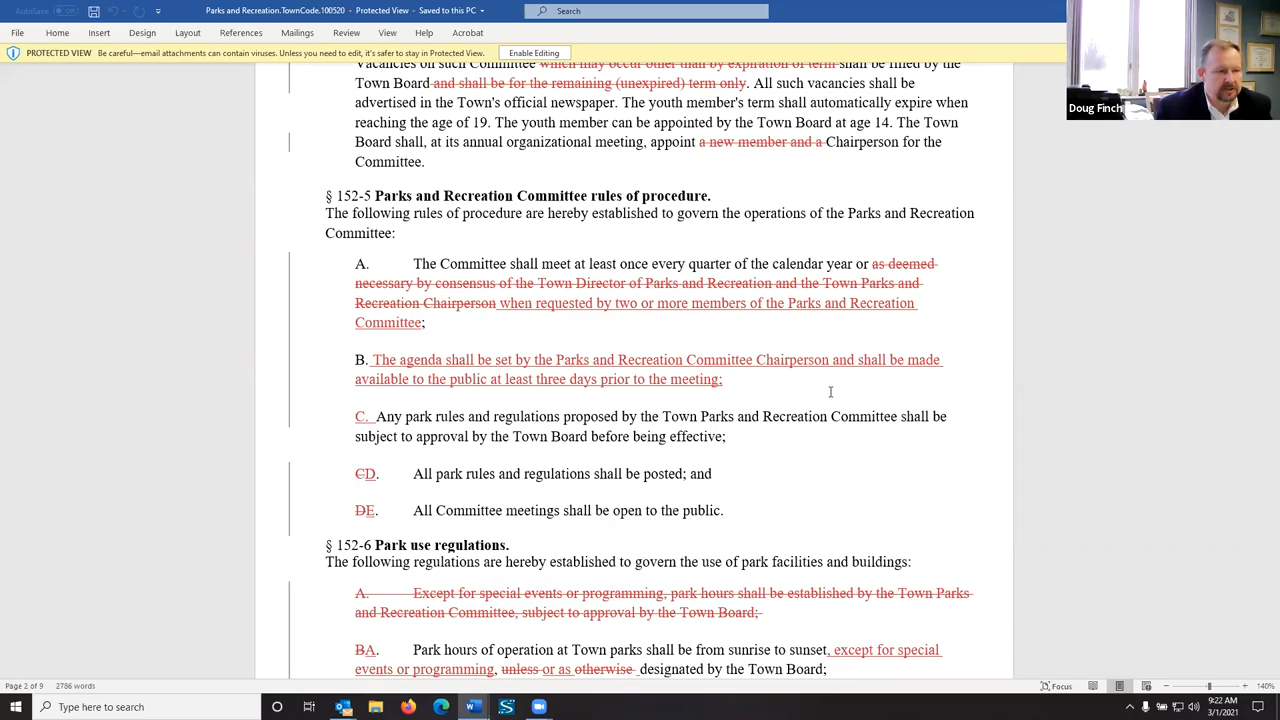 AutoSave Off
Parks and Recreation.TownCode.100520 - Protected View - Saved to this PC
Search
File Home Insert Design Layout References Mailings Review View Help Acrobat
PROTECTED VIEW Be careful—email attachments can contain viruses. Unless you need to edit, it's safer to stay in Protected View. Enable Editing
Doug Finch
Vacancies on such Committee which may occur other than by expiration of term shall be filled by the
Town Board and shall be for the remaining (unexpired) term only. All such vacancies shall be
advertised in the Town's official newspaper. The youth member's term shall automatically expire when
reaching the age of 19. The youth member can be appointed by the Town Board at age 14. The Town
Board shall, at its annual organizational meeting, appoint a new member and a Chairperson for the
Committee.
§ 152-5 Parks and Recreation Committee rules of procedure.
The following rules of procedure are hereby established to govern the operations of the Parks and Recreation
Committee:
A. The Committee shall meet at least once every quarter of the calendar year or as deemed
necessary by consensus of the Town Director of Parks and Recreation and the Town Parks and
Recreation Chairperson when requested by two or more members of the Parks and Recreation
Committee;
B. The agenda shall be set by the Parks and Recreation Committee Chairperson and shall be made
available to the public at least three days prior to the meeting;
C. Any park rules and regulations proposed by the Town Parks and Recreation Committee shall be
subject to approval by the Town Board before being effective;
CD. All park rules and regulations shall be posted; and
DE. All Committee meetings shall be open to the public.
§ 152-6 Park use regulations.
The following regulations are hereby established to govern the use of park facilities and buildings:
A. Except for special events or programming, park hours shall be established by the Town Parks
and Recreation Committee, subject to approval by the Town Board;
BA. Park hours of operation at Town parks shall be from sunrise to sunset, except for special
events or programming, unless or as otherwise designated by the Town Board;
Page 2 of 9 2786 words Focus 140%
Type here to search
9:22 AM
3/1/2021